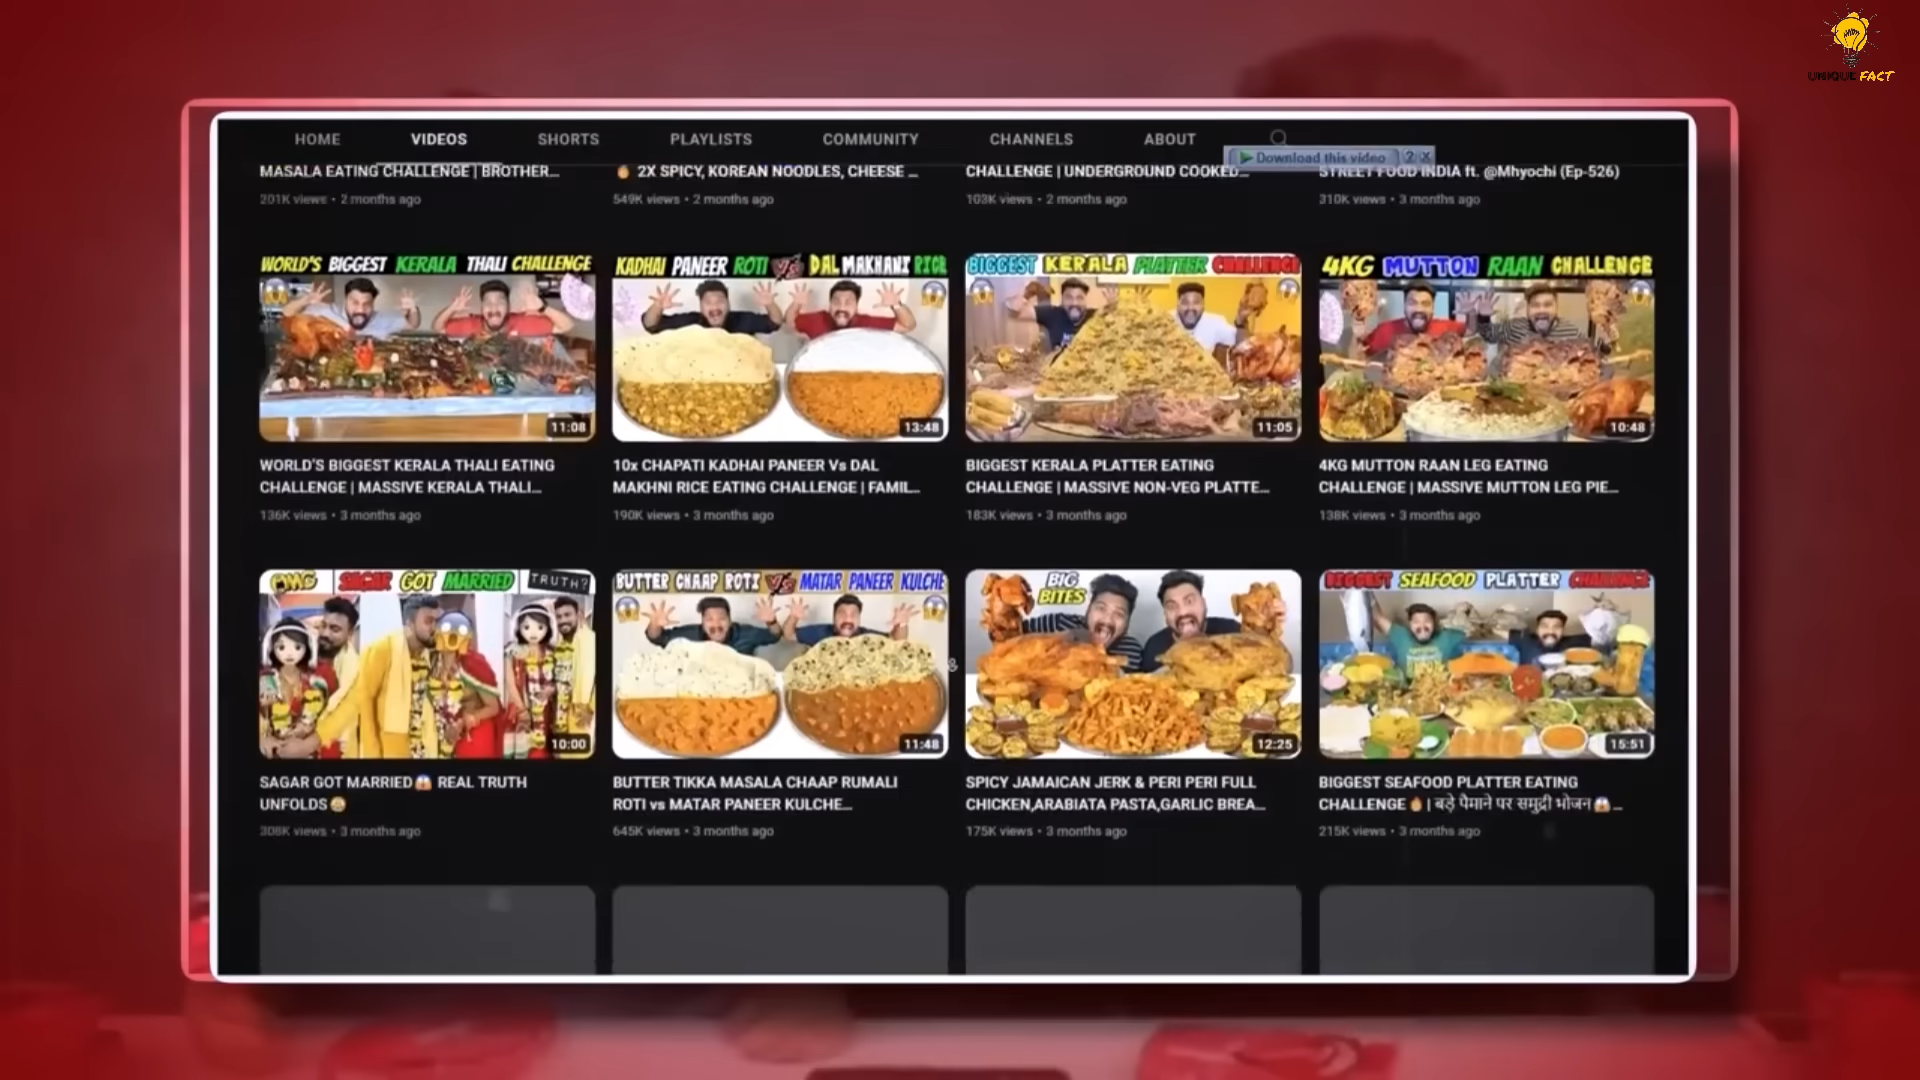 UNIQUE FACT
HOME VIDEOS SHORTS PLAYLISTS COMMUNITY CHANNELS ABOUT
Download this video ? X
MASALA EATING CHALLENGE | BROTHER...
201K views • 2 months ago
🔥 2X SPICY, KOREAN NOODLES, CHEESE ...
549K views • 2 months ago
CHALLENGE | UNDERGROUND COOKED...
103K views • 2 months ago
STREET FOOD INDIA ft. @Mhyochi (Ep-526)
310K views • 3 months ago
WORLD'S BIGGEST KERALA THALI CHALLENGE
11:08
WORLD'S BIGGEST KERALA THALI EATING
CHALLENGE | MASSIVE KERALA THALI...
136K views • 3 months ago
KADHAI PANEER ROTI Vs DAL MAKHANI RICE
13:48
10x CHAPATI KADHAI PANEER Vs DAL
MAKHNI RICE EATING CHALLENGE | FAMIL...
190K views • 3 months ago
BIGGEST KERALA PLATTER CHALLENGE
11:05
BIGGEST KERALA PLATTER EATING
CHALLENGE | MASSIVE NON-VEG PLATTE...
183K views • 3 months ago
4KG MUTTON RAAN CHALLENGE
10:48
4KG MUTTON RAAN LEG EATING
CHALLENGE | MASSIVE MUTTON LEG PIE...
138K views • 3 months ago
OMG SAGAR GOT MARRIED TRUTH?
10:00
SAGAR GOT MARRIED😱 REAL TRUTH
UNFOLDS😂
308K views • 3 months ago
BUTTER CHAAP ROTI Vs MATAR PANEER KULCHE
11:48
BUTTER TIKKA MASALA CHAAP RUMALI
ROTI vs MATAR PANEER KULCHE...
645K views • 3 months ago
BIG
BITES
12:25
SPICY JAMAICAN JERK & PERI PERI FULL
CHICKEN,ARABIATA PASTA,GARLIC BREA...
175K views • 3 months ago
BIGGEST SEAFOOD PLATTER CHALLENGE
15:51
BIGGEST SEAFOOD PLATTER EATING
CHALLENGE🔥 | बड़े पैमाने पर समुद्री भोजन😱...
215K views • 3 months ago